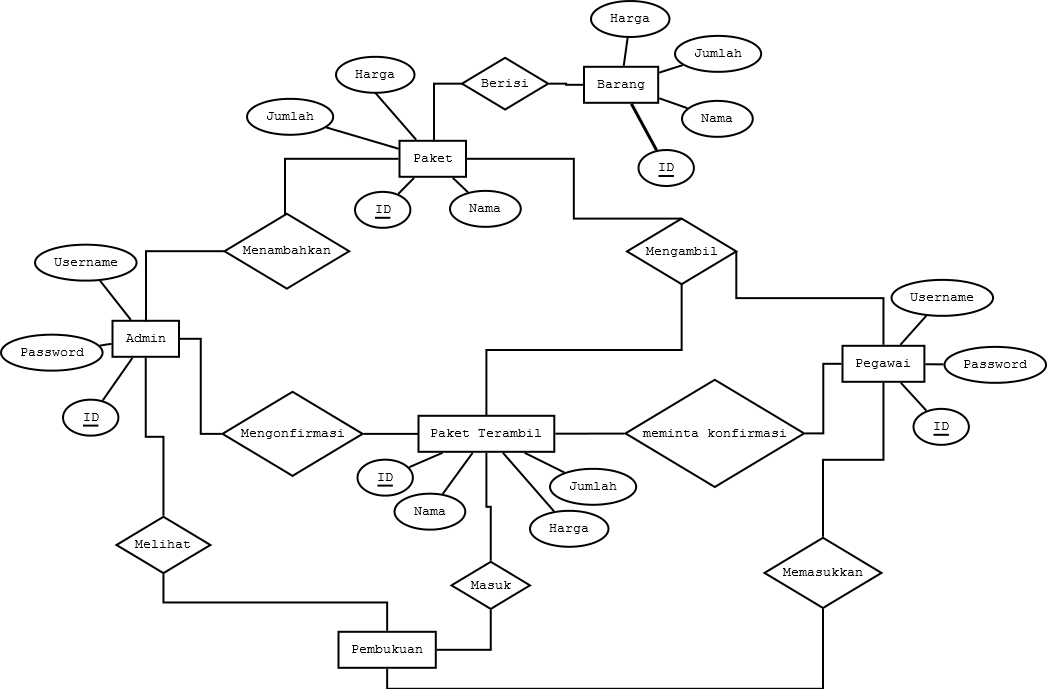 Harga
Jumlah
Harga
Berisi
Barang
Jumlah
Nama
Paket
ID
ID
Nama
Menambahkan
Mengambil
Username
Username
Admin
Password
Pegawai
Password
ID
ID
Mengonfirmasi
Paket Terambil
meminta konfirmasi
ID
Jumlah
Nama
Harga
Melihat
Memasukkan
Masuk
Pembukuan